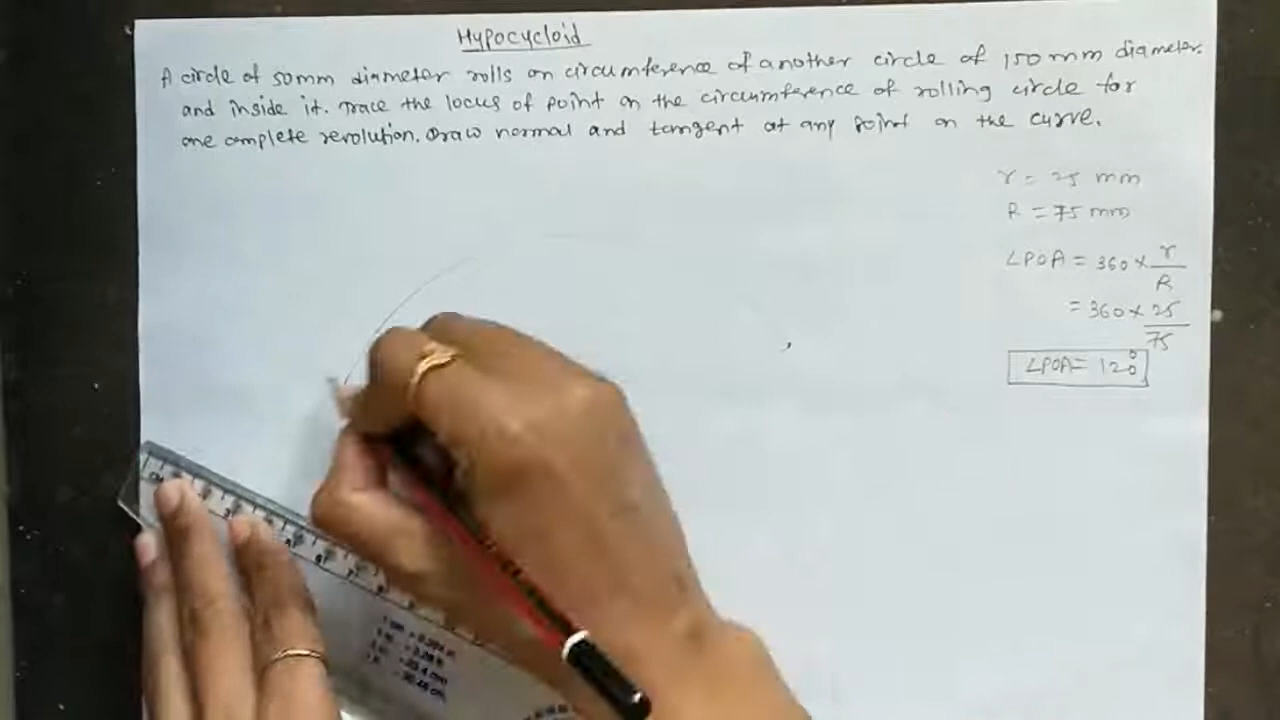 Hypocycloid
A circle of 50mm diameter rolls on circumference of another circle of 150mm diameter.
and inside it. Trace the locus of point on the circumference of rolling circle for
one complete revolution. Draw normal and tangent at any point on the curve.
r = 25 mm
R = 75 mm
∠POA = 360 × r/R
= 360 × 25/75
∠POA = 120°